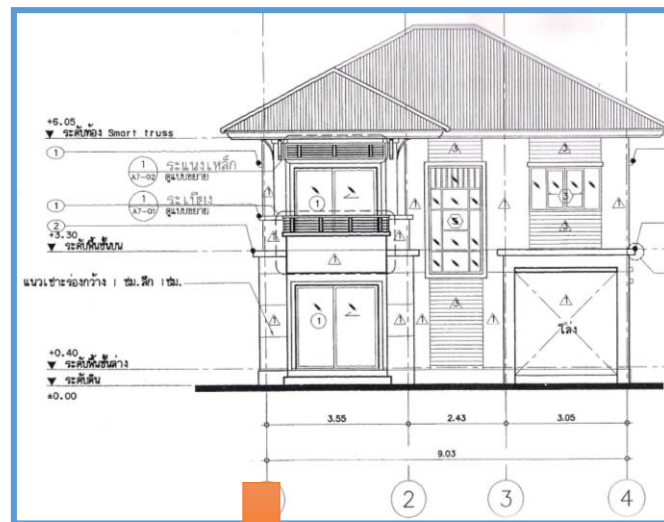 +6.05
ระดับท้อง Smart truss
1
1
A7-02
ระแนงเหล็ก
ดูแบบขยาย
1
A7-01
ระเบียง
ดูแบบขยาย
1
2
+3.30
ระดับพื้นชั้นบน
แนวเซาะร่องกว้าง 1 ซม.ลึก 1ซม.
+0.40
ระดับพื้นชั้นล่าง
ระดับดิน
±0.00
โล่ง
3.55
2.43
3.05
9.03
2
3
4